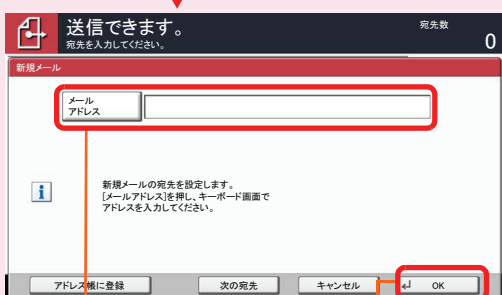 送信できます。
宛先を入力してください。
宛先数
0
新規メール
メール
アドレス
新規メールの宛先を設定します。
[メールアドレス]を押し、キーボード画面で
アドレスを入力してください。
アドレス帳に登録
次の宛先
キャンセル
OK